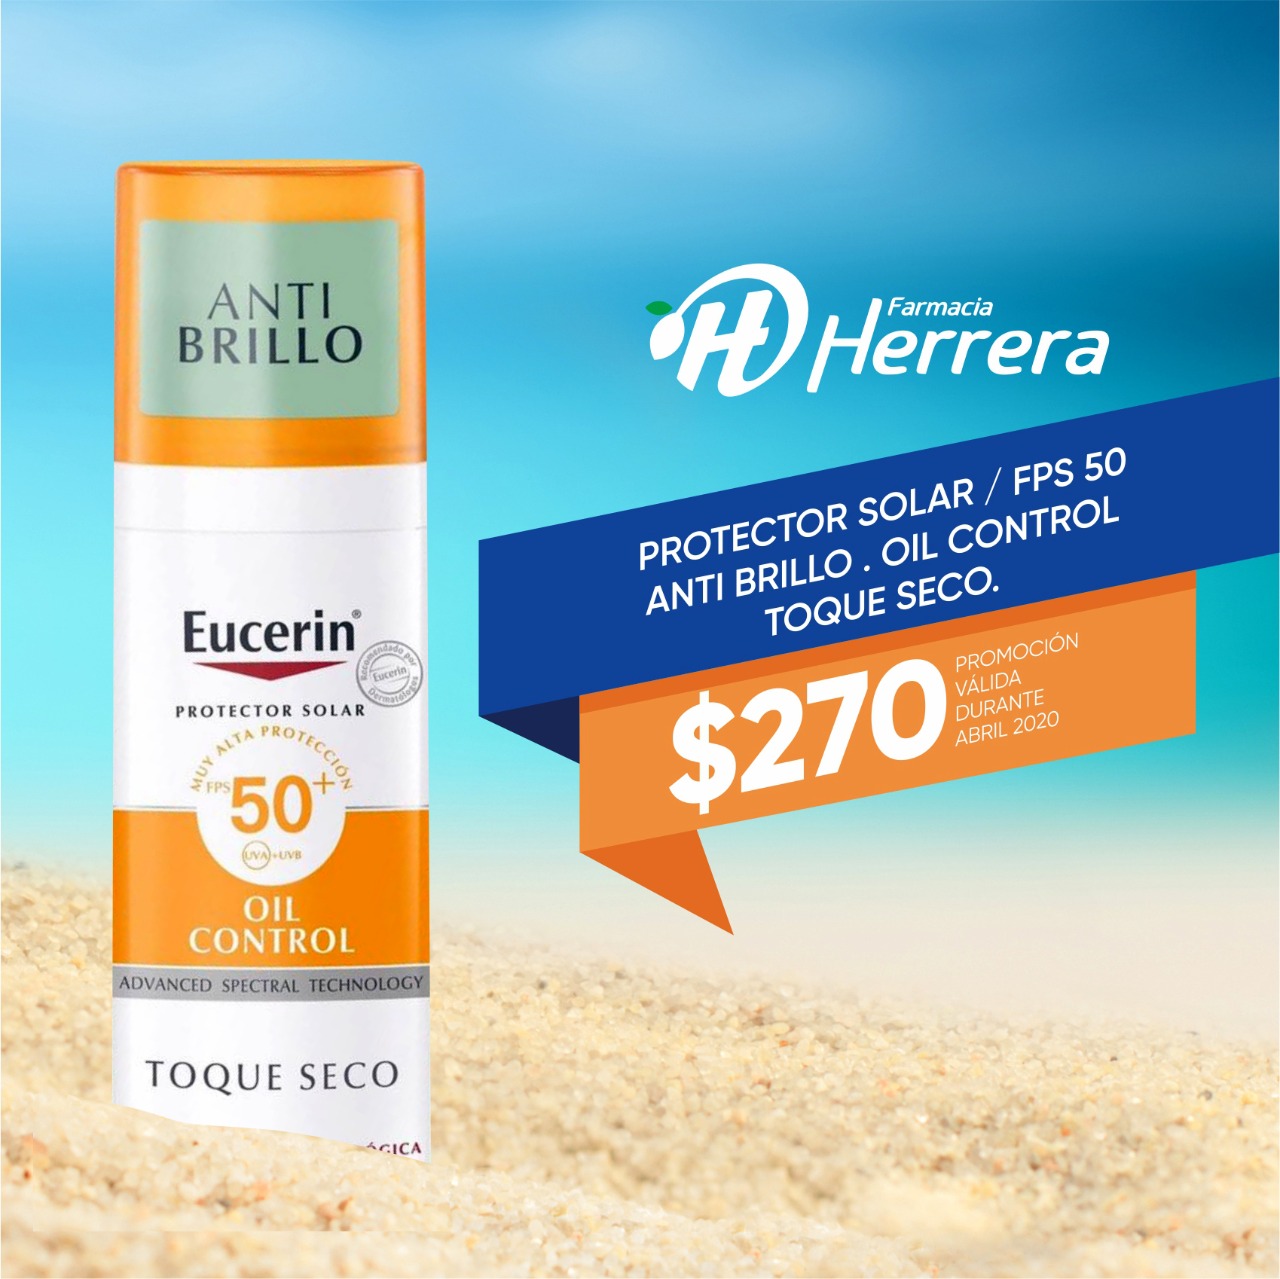 ANTI
BRILLO
Eucerin®
Recomendado por
Eucerin
Dermatólogos
PROTECTOR SOLAR
MUY ALTA PROTECCIÓN
FPS 50+
UVA+UVB
OIL
CONTROL
ADVANCED SPECTRAL TECHNOLOGY
TOQUE SECO
Farmacia
Herrera
PROTECTOR SOLAR / FPS 50
ANTI BRILLO . OIL CONTROL
TOQUE SECO.
$270
PROMOCIÓN
VÁLIDA
DURANTE
ABRIL 2020